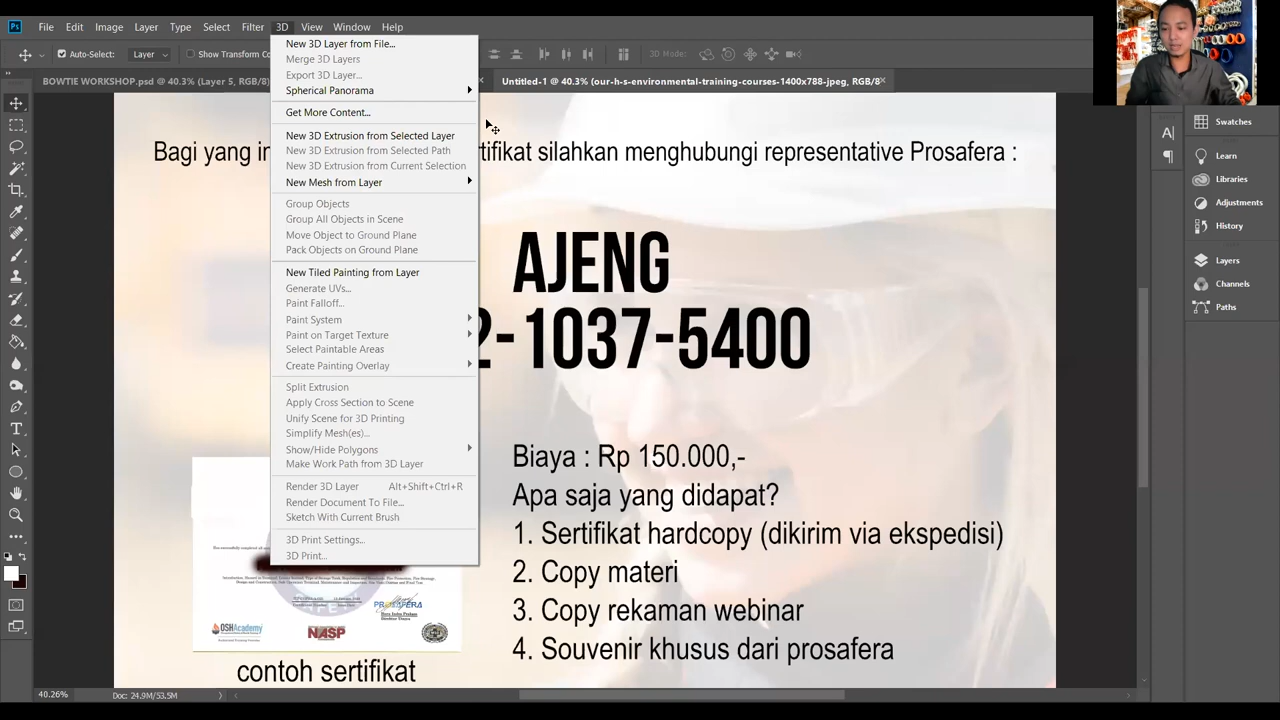 Ps File Edit Image Layer Type Select Filter 3D View Window Help
Auto-Select: Layer Show Transform Co 3D Mode:
BOWTIE WORKSHOP.psd @ 40.3% (Layer 5, RGB/8)
Untitled-1 @ 40.3% (our-h-s-environmental-training-courses-1400x788-jpeg, RGB/8
New 3D Layer from File...
Merge 3D Layers
Export 3D Layer...
Spherical Panorama
Get More Content...
New 3D Extrusion from Selected Layer
New 3D Extrusion from Selected Path
New 3D Extrusion from Current Selection
New Mesh from Layer
Group Objects
Group All Objects in Scene
Move Object to Ground Plane
Pack Objects on Ground Plane
New Tiled Painting from Layer
Generate UVs...
Paint Falloff...
Paint System
Paint on Target Texture
Select Paintable Areas
Create Painting Overlay
Split Extrusion
Apply Cross Section to Scene
Unify Scene for 3D Printing
Simplify Mesh(es)...
Show/Hide Polygons
Make Work Path from 3D Layer
Render 3D Layer Alt+Shift+Ctrl+R
Render Document To File...
Sketch With Current Brush
3D Print Settings...
3D Print...
Bagi yang in tifikat silahkan menghubungi representative Prosafera :
AJENG
2-1037-5400
Biaya : Rp 150.000,-
Apa saja yang didapat?
1. Sertifikat hardcopy (dikirim via ekspedisi)
2. Copy materi
3. Copy rekaman webinar
4. Souvenir khusus dari prosafera
PROSAFERA
OSHAcademy
NASP
contoh sertifikat
Swatches
Learn
Libraries
Adjustments
History
Layers
Channels
Paths
40.26% Doc: 24.9M/53.5M